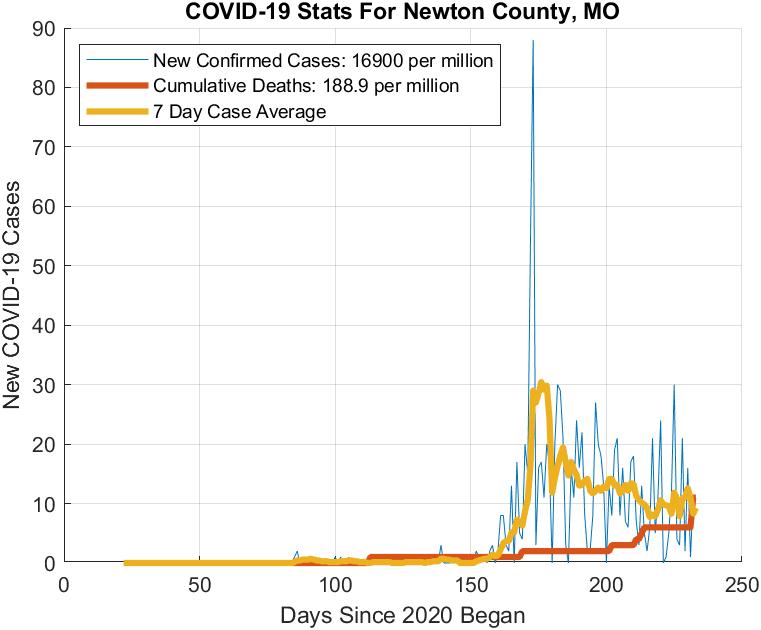 COVID-19 Stats For Newton County, MO
90
80
70
60
50
40
30
20
10
0
New COVID-19 Cases
New Confirmed Cases: 16900 per million
Cumulative Deaths: 188.9 per million
7 Day Case Average
0 50 100 150 200 250
Days Since 2020 Began